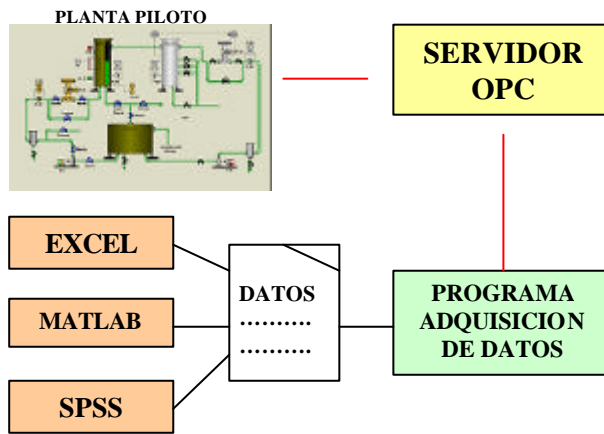 PLANTA PILOTO
SERVIDOR
OPC
EXCEL
MATLAB
SPSS
DATOS
..........
..........
PROGRAMA
ADQUISICION
DE DATOS